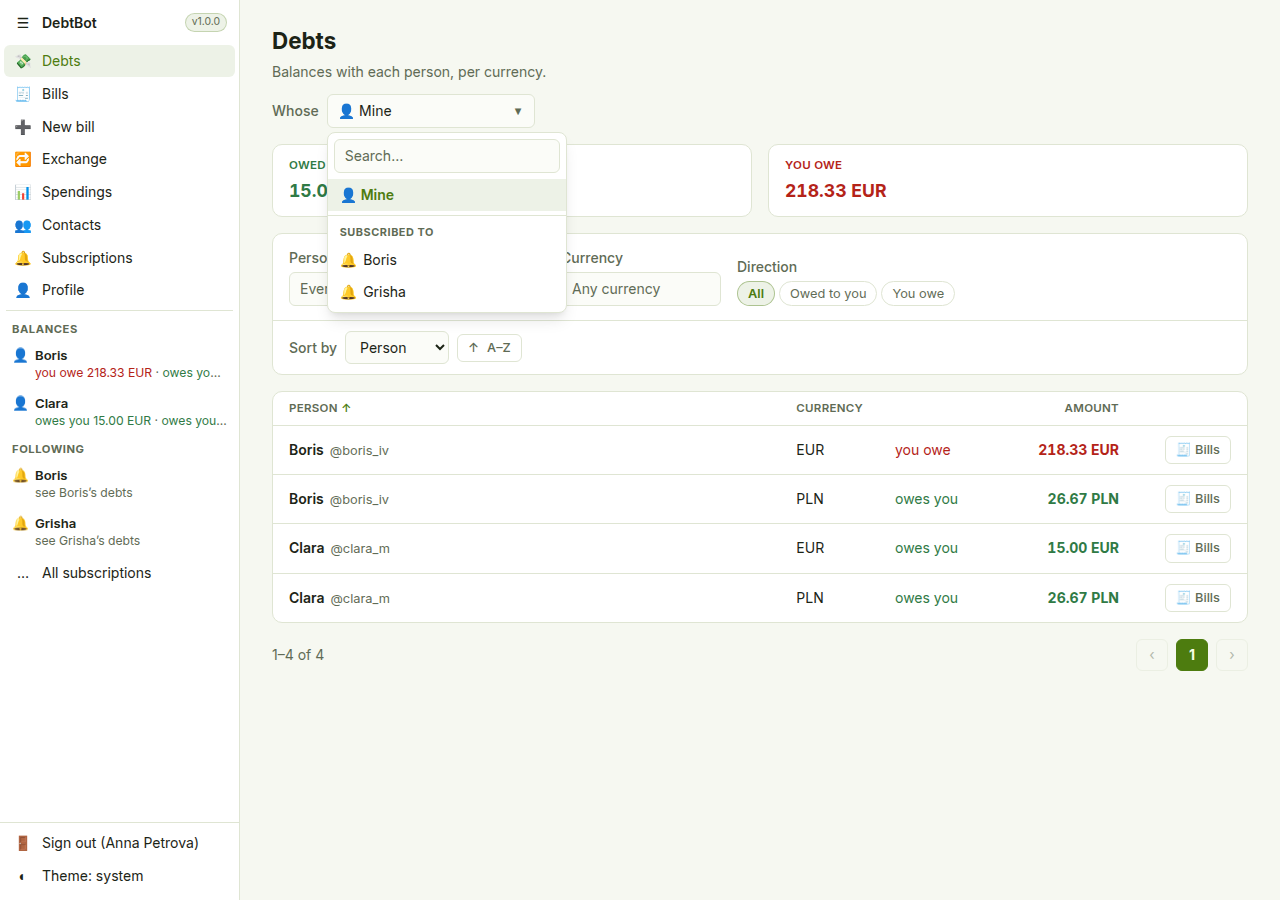 DebtBot
v1.0.0
Debts
Bills
New bill
Exchange
Spendings
Contacts
Subscriptions
Profile
BALANCES
Boris
you owe 218.33 EUR · owes yo...
Clara
owes you 15.00 EUR · owes you...
FOLLOWING
Boris
see Boris’s debts
Grisha
see Grisha’s debts
... All subscriptions
Sign out (Anna Petrova)
Theme: system
Debts
Balances with each person, per currency.
Whose
Mine
Search...
Mine
SUBSCRIBED TO
Boris
Grisha
OWED
15.0
YOU OWE
218.33 EUR
Currency
Any currency
Direction
All
Owed to you
You owe
Sort by
Person
↑ A–Z
PERSON ↑ CURRENCY AMOUNT
Boris @boris_iv EUR you owe 218.33 EUR Bills
Boris @boris_iv PLN owes you 26.67 PLN Bills
Clara @clara_m EUR owes you 15.00 EUR Bills
Clara @clara_m PLN owes you 26.67 PLN Bills
1–4 of 4
‹ 1 ›